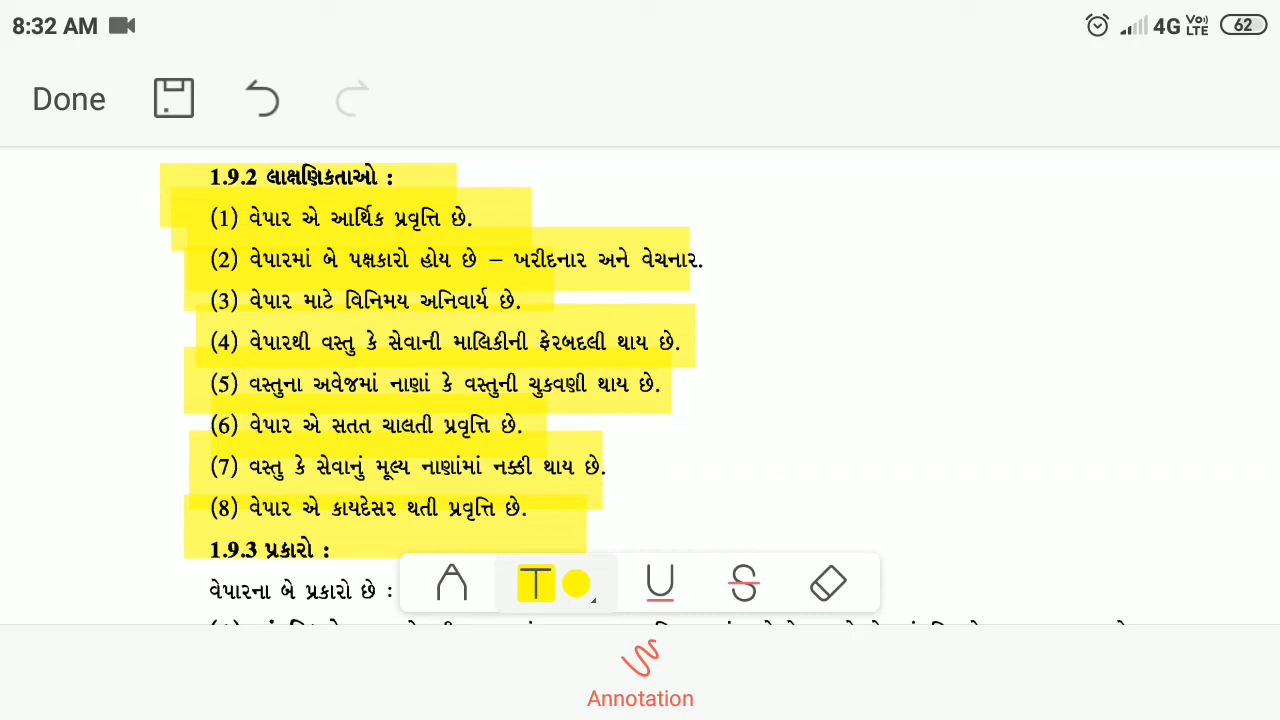 8:32 AM
4G Vo) LTE 62
Done
1.9.2 લાક્ષણિકતાઓ :
(1) વેપાર એ આર્થિક પ્રવૃત્તિ છે.
(2) વેપારમાં બે પક્ષકારો હોય છે – ખરીદનાર અને વેચનાર.
(3) વેપાર માટે વિનિમય અનિવાર્ય છે.
(4) વેપારથી વસ્તુ કે સેવાની માલિકીની ફેરબદલી થાય છે.
(5) વસ્તુના અવેજમાં નાણાં કે વસ્તુની ચુકવણી થાય છે.
(6) વેપાર એ સતત ચાલતી પ્રવૃત્તિ છે.
(7) વસ્તુ કે સેવાનું મૂલ્ય નાણાંમાં નક્કી થાય છે.
(8) વેપાર એ કાયદેસર થતી પ્રવૃત્તિ છે.
1.9.3 પ્રકારો :
વેપારના બે પ્રકારો છે :
T U S
Annotation